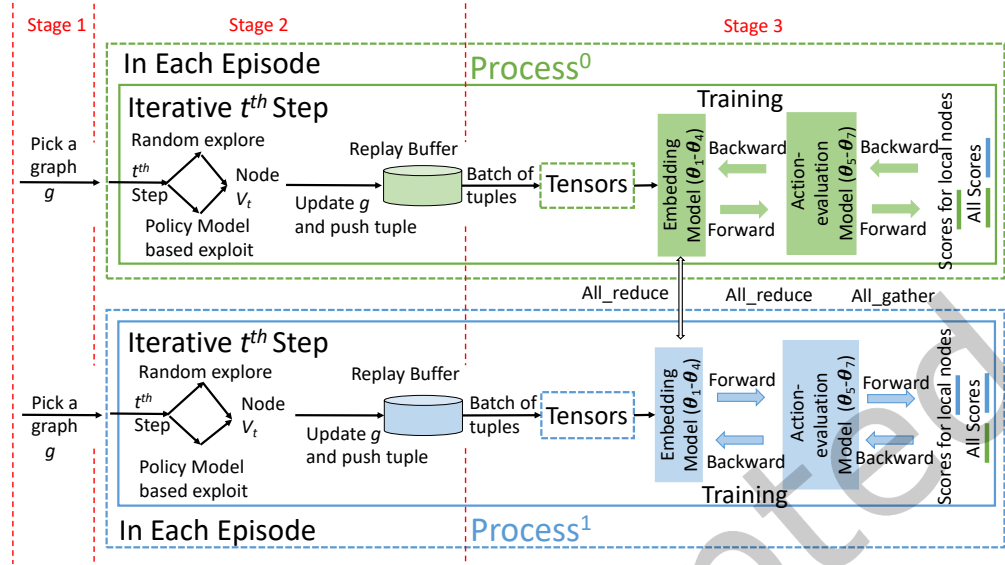 Stage 1
Stage 2
Stage 3
In Each Episode
Process⁰
Iterative tᵗʰ Step
Training
Pick a
graph
g
Random explore
tᵗʰ
Step
Node
Vₜ
Policy Model
based exploit
Update g
and push tuple
Replay Buffer
Batch of
tuples
Tensors
Embedding
Model (θ₁-θ₄)
Backward
Forward
Action-
evaluation
Model (θ₅-θ₇)
Backward
Forward
Scores for local nodes
All Scores
All_reduce
All_reduce
All_gather
Iterative tᵗʰ Step
Pick a
graph
g
Random explore
tᵗʰ
Step
Node
Vₜ
Policy Model
based exploit
Update g
and push tuple
Replay Buffer
Batch of
tuples
Tensors
Embedding
Model (θ₁-θ₄)
Forward
Backward
Action-
evaluation
Model (θ₅-θ₇)
Forward
Backward
Scores for local nodes
All Scores
Training
In Each Episode
Process¹